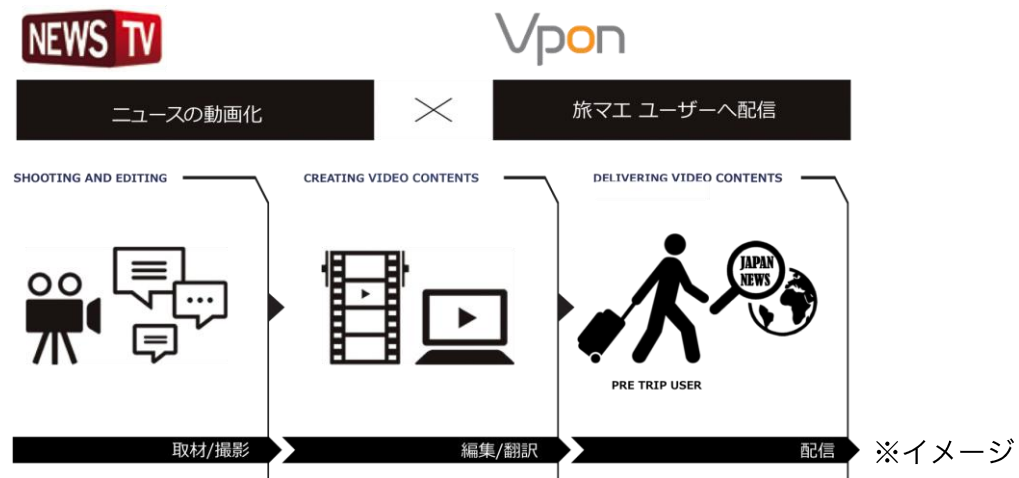 NEWS TV
Vpon
ニュースの動画化
旅マエ ユーザーへ配信
SHOOTING AND EDITING
CREATING VIDEO CONTENTS
DELIVERING VIDEO CONTENTS
JAPAN
NEWS
PRE TRIP USER
取材/撮影
編集/翻訳
配信
※イメージ